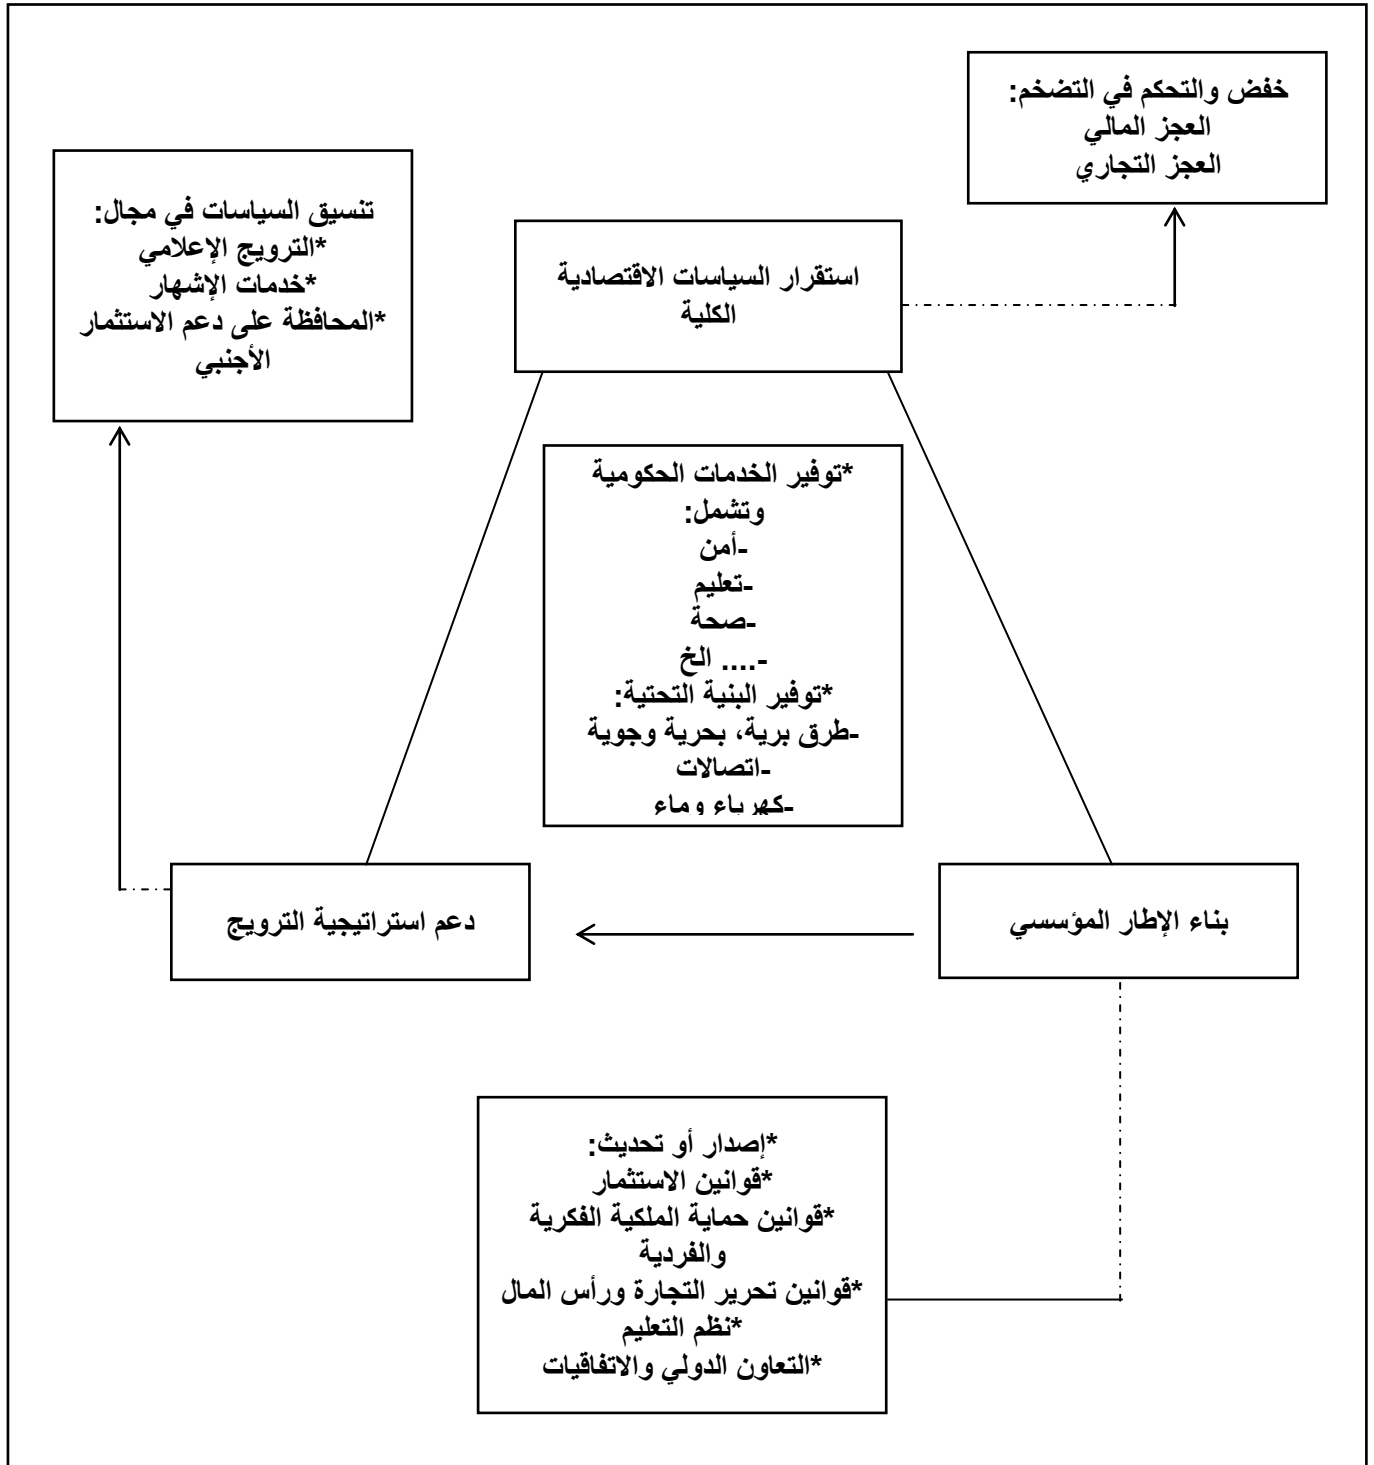 خفض والتحكم في التضخم:
العجز المالي
العجز التجاري
تنسيق السياسات في مجال:
*الترويج الإعلامي
*خدمات الإشهار
*المحافظة على دعم الاستثمار
الأجنبي
استقرار السياسات الاقتصادية
الكلية
*توفير الخدمات الحكومية
وتشمل:
-أمن
-تعليم
-صحة
-.... الخ
*توفير البنية التحتية:
-طرق برية، بحرية وجوية
-اتصالات
-كهرباء وماء
بناء الإطار المؤسسي
دعم استراتيجية الترويج
*إصدار أو تحديث:
*قوانين الاستثمار
*قوانين حماية الملكية الفكرية
والفردية
*قوانين تحرير التجارة ورأس المال
*نظم التعليم
*التعاون الدولي والاتفاقيات